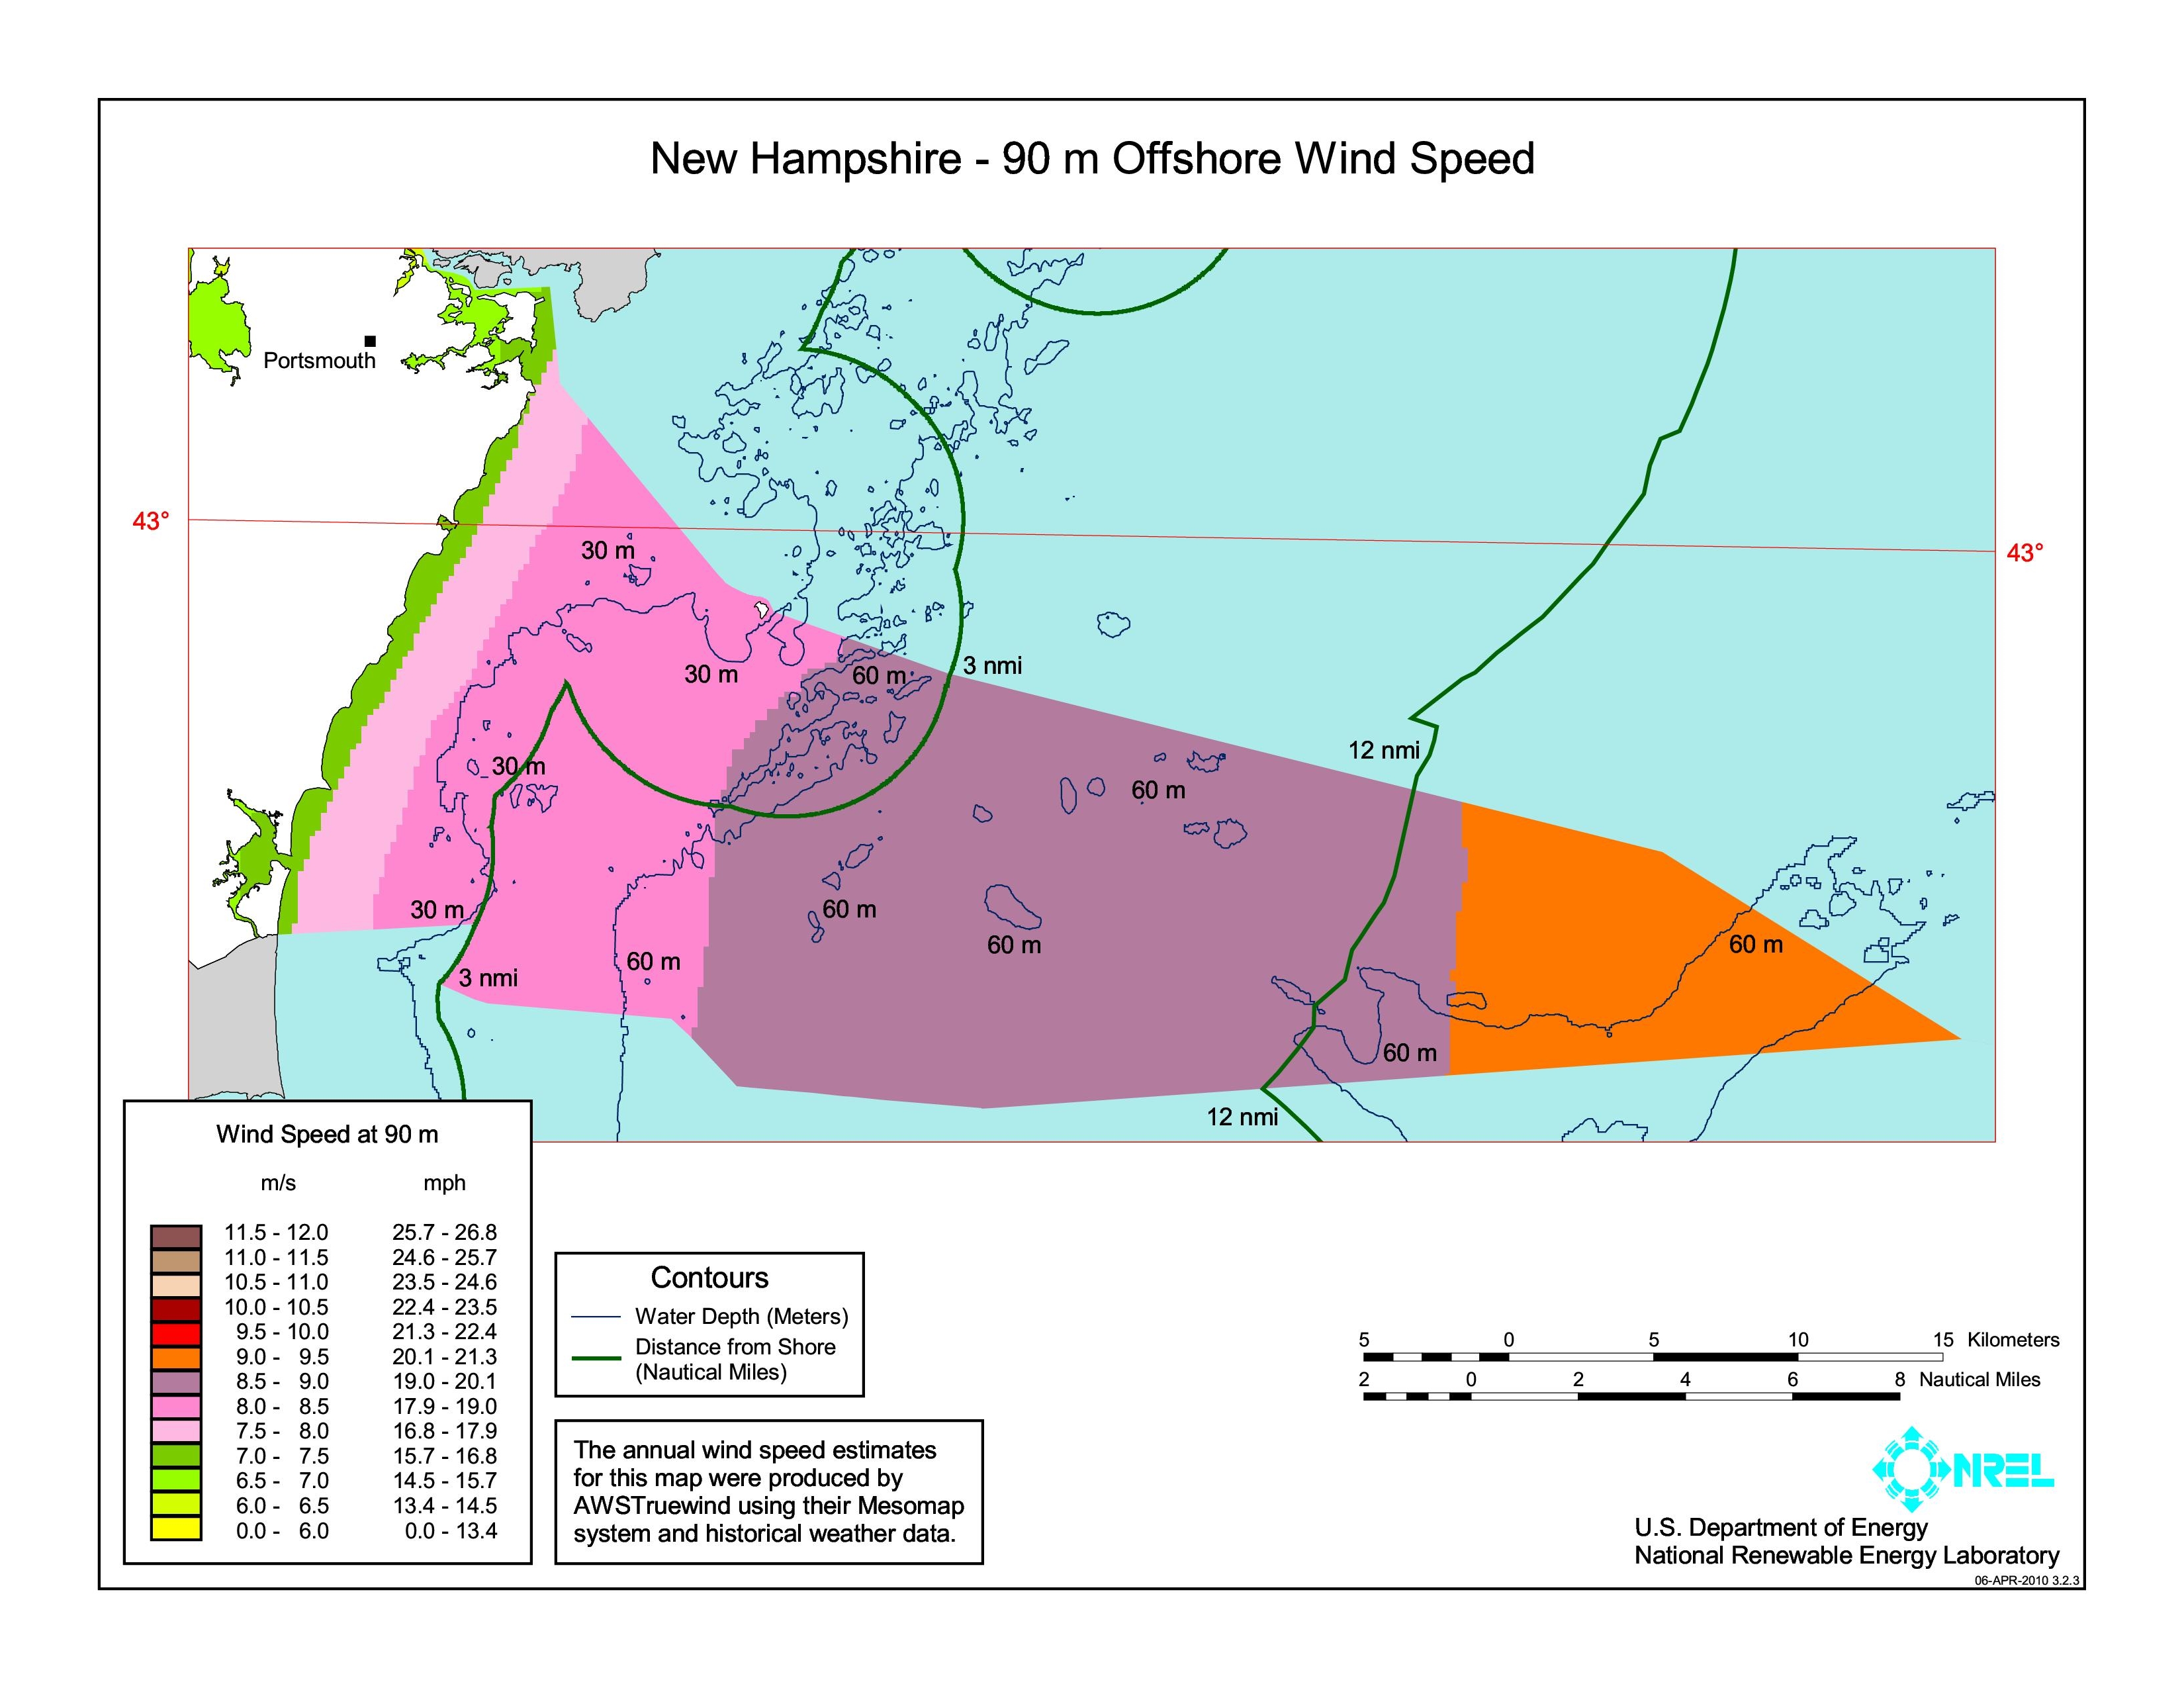 New Hampshire - 90 m Offshore Wind Speed
Portsmouth
43°
43°
30 m
30 m
60 m
3 nmi
30 m
12 nmi
60 m
30 m
60 m
60 m
60 m
60 m
3 nmi
60 m
12 nmi
Wind Speed at 90 m
m/s mph
11.5 - 12.0 25.7 - 26.8
11.0 - 11.5 24.6 - 25.7
10.5 - 11.0 23.5 - 24.6
10.0 - 10.5 22.4 - 23.5
9.5 - 10.0 21.3 - 22.4
9.0 - 9.5 20.1 - 21.3
8.5 - 9.0 19.0 - 20.1
8.0 - 8.5 17.9 - 19.0
7.5 - 8.0 16.8 - 17.9
7.0 - 7.5 15.7 - 16.8
6.5 - 7.0 14.5 - 15.7
6.0 - 6.5 13.4 - 14.5
0.0 - 6.0 0.0 - 13.4
Contours
Water Depth (Meters)
Distance from Shore
(Nautical Miles)
The annual wind speed estimates
for this map were produced by
AWSTruewind using their Mesomap
system and historical weather data.
5 0 5 10 15 Kilometers
2 0 2 4 6 8 Nautical Miles
NREL
U.S. Department of Energy
National Renewable Energy Laboratory
06-APR-2010 3.2.3